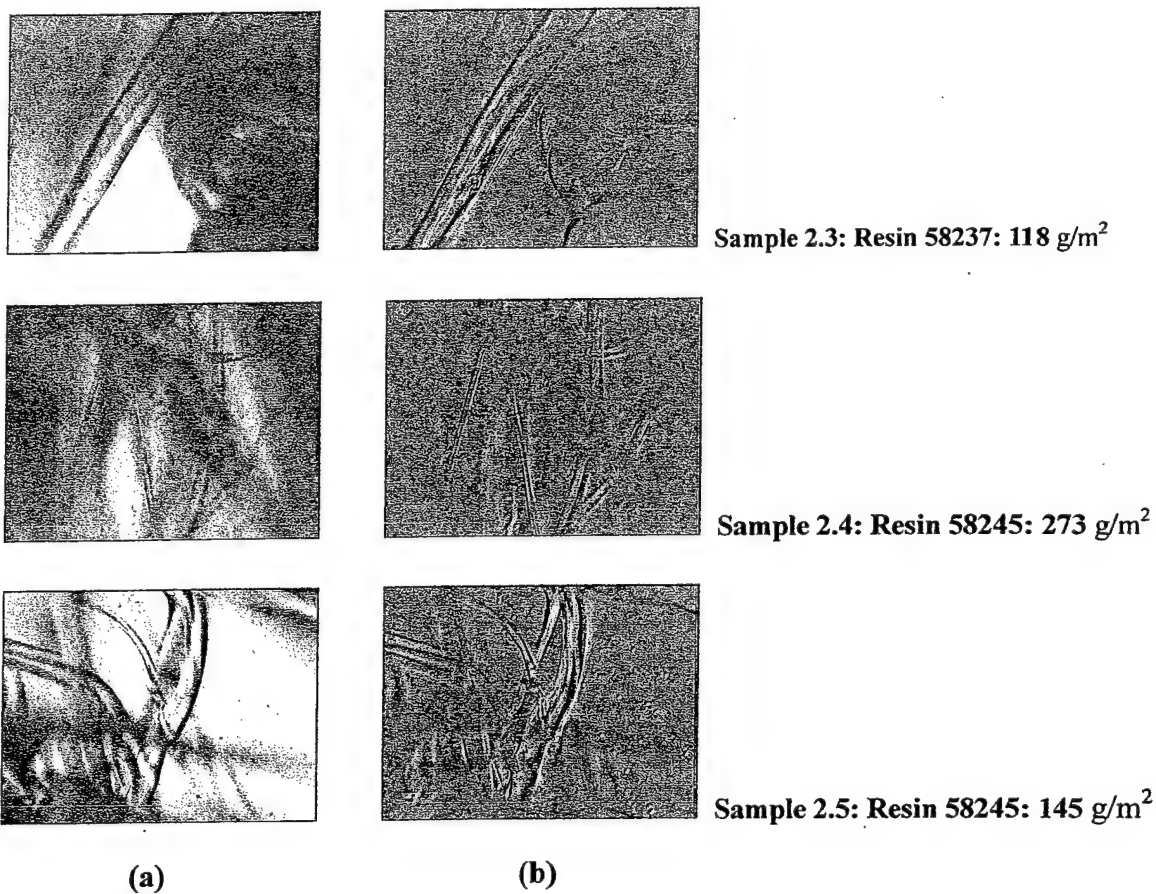 Sample 2.3: Resin 58237: 118 g/m²
Sample 2.4: Resin 58245: 273 g/m²
Sample 2.5: Resin 58245: 145 g/m²
(a)
(b)